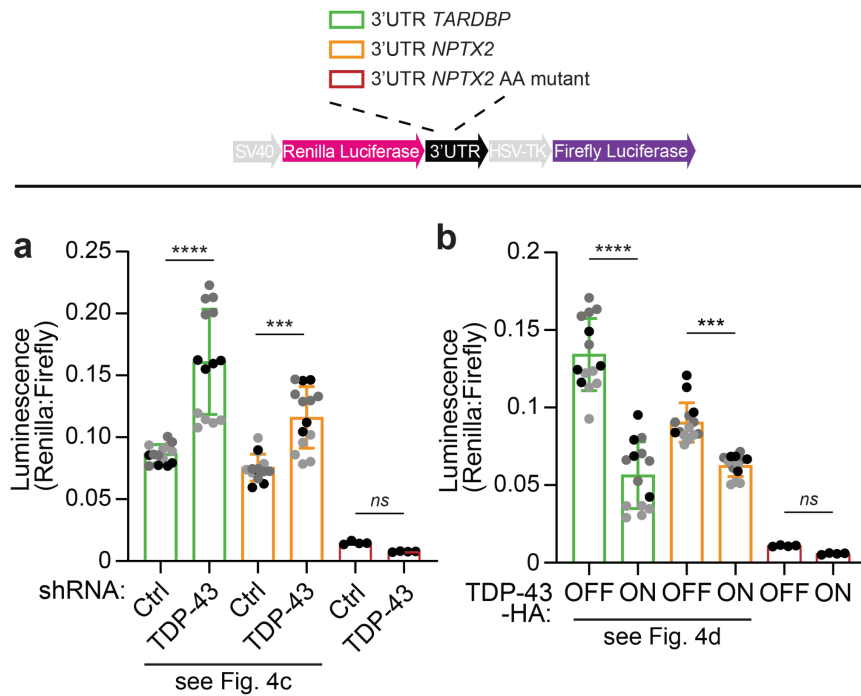 3'UTR TARDBP
3'UTR NPTX2
3'UTR NPTX2 AA mutant
SV40 Renilla Luciferase 3'UTR HSV-TK Firefly Luciferase
a
Luminescence
(Renilla:Firefly)
0.25
0.20
0.15
0.10
0.05
0
****
***
ns
shRNA:
Ctrl
TDP-43
Ctrl
TDP-43
Ctrl
TDP-43
see Fig. 4c
b
Luminescence
(Renilla:Firefly)
0.2
0.15
0.1
0.05
0
****
***
ns
TDP-43
-HA:
OFF ON OFF ON OFF ON
see Fig. 4d